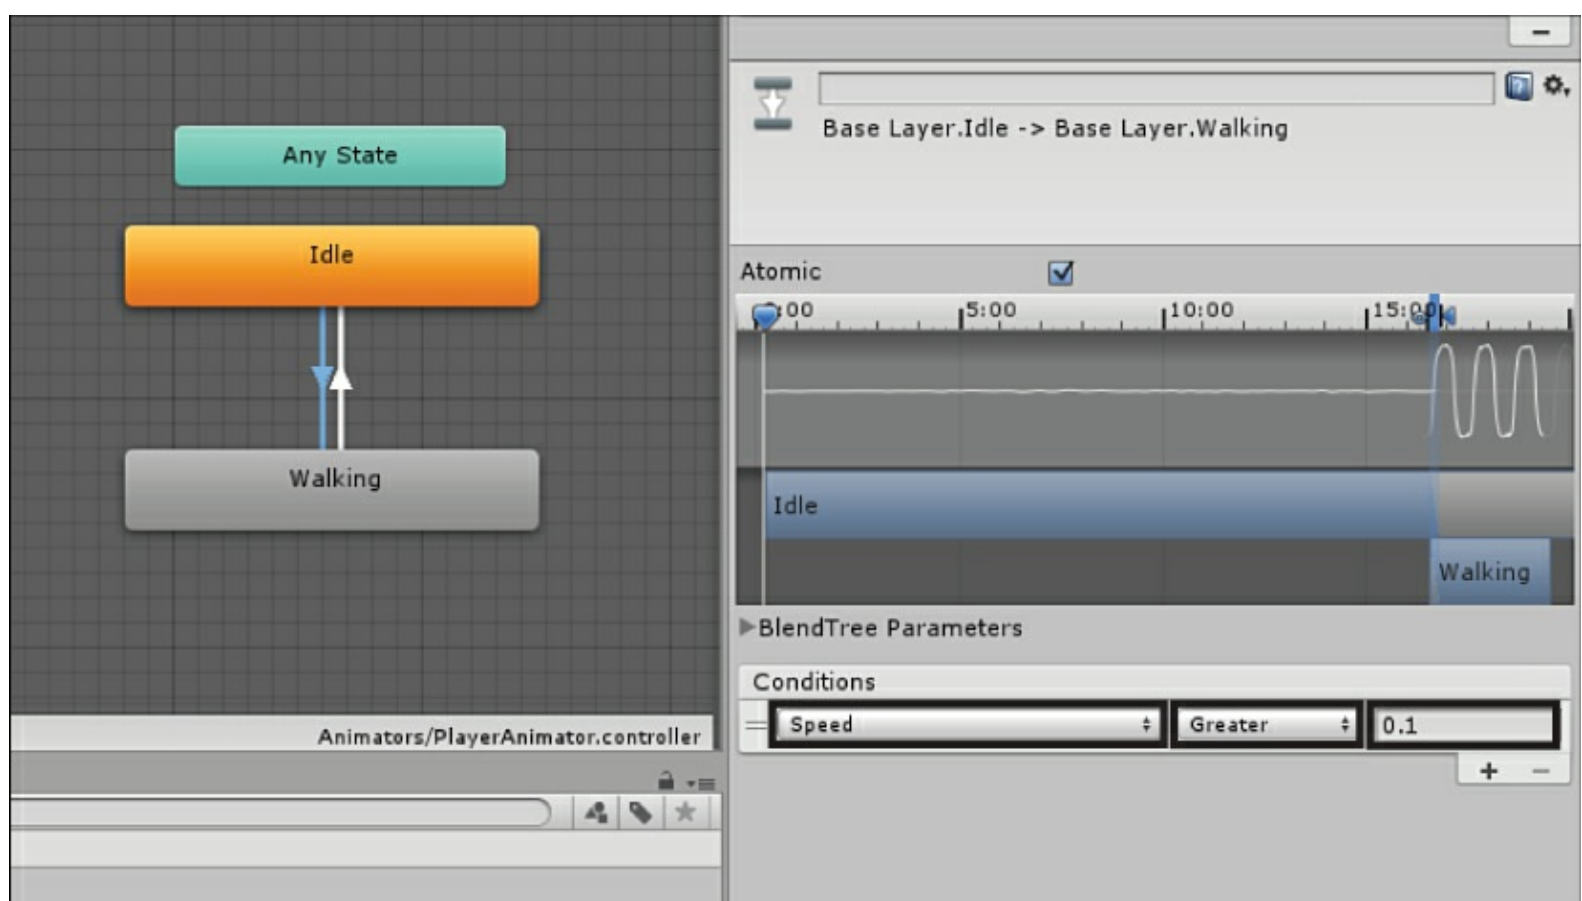 Any State
Idle
Walking
Animators/PlayerAnimator.controller
Base Layer.Idle -> Base Layer.Walking
Atomic
5:00 10:00
Idle
Walking
BlendTree Parameters
Conditions
Speed Greater 0.1